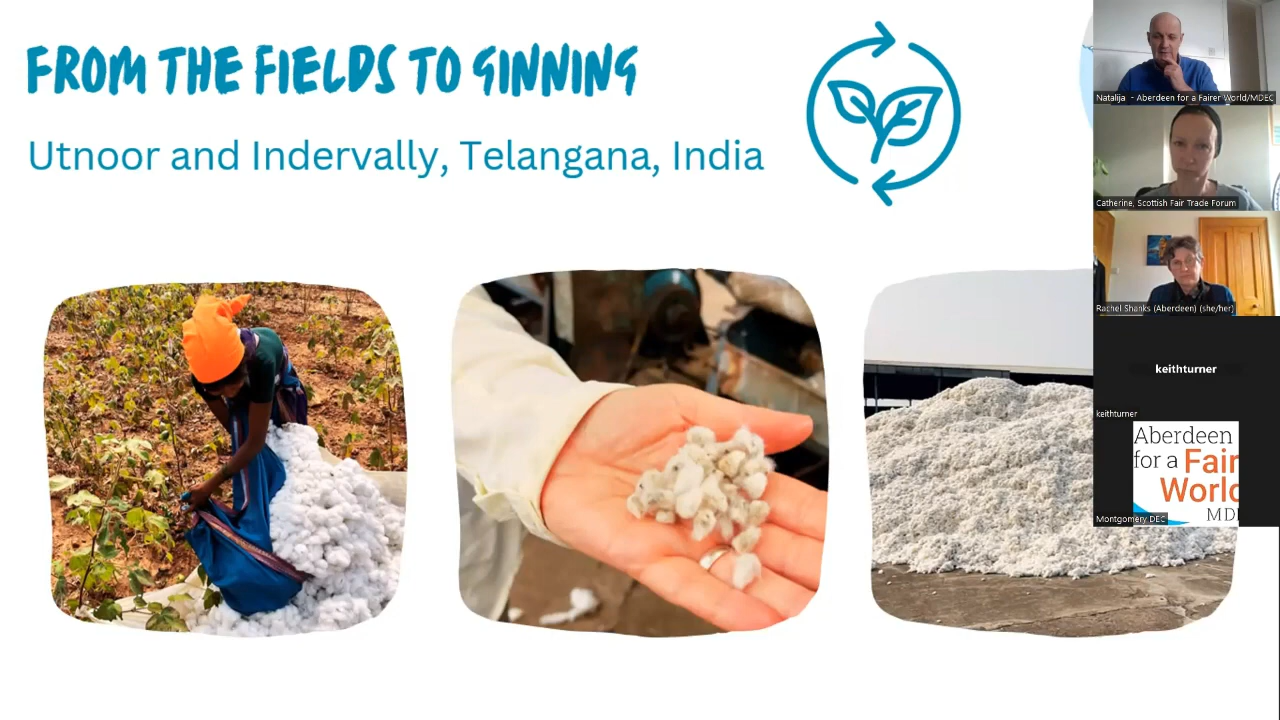 FROM THE FIELDS TO GINNING
Utnoor and Indervally, Telangana, India
Natalija - Aberdeen for a Fairer World/MDEC
Catherine, Scottish Fair Trade Forum
Rachel Shanks (Aberdeen) (she/her)
keithturner
keithturner
Aberdeen
for a Fair
World
MD
Montgomery DEC